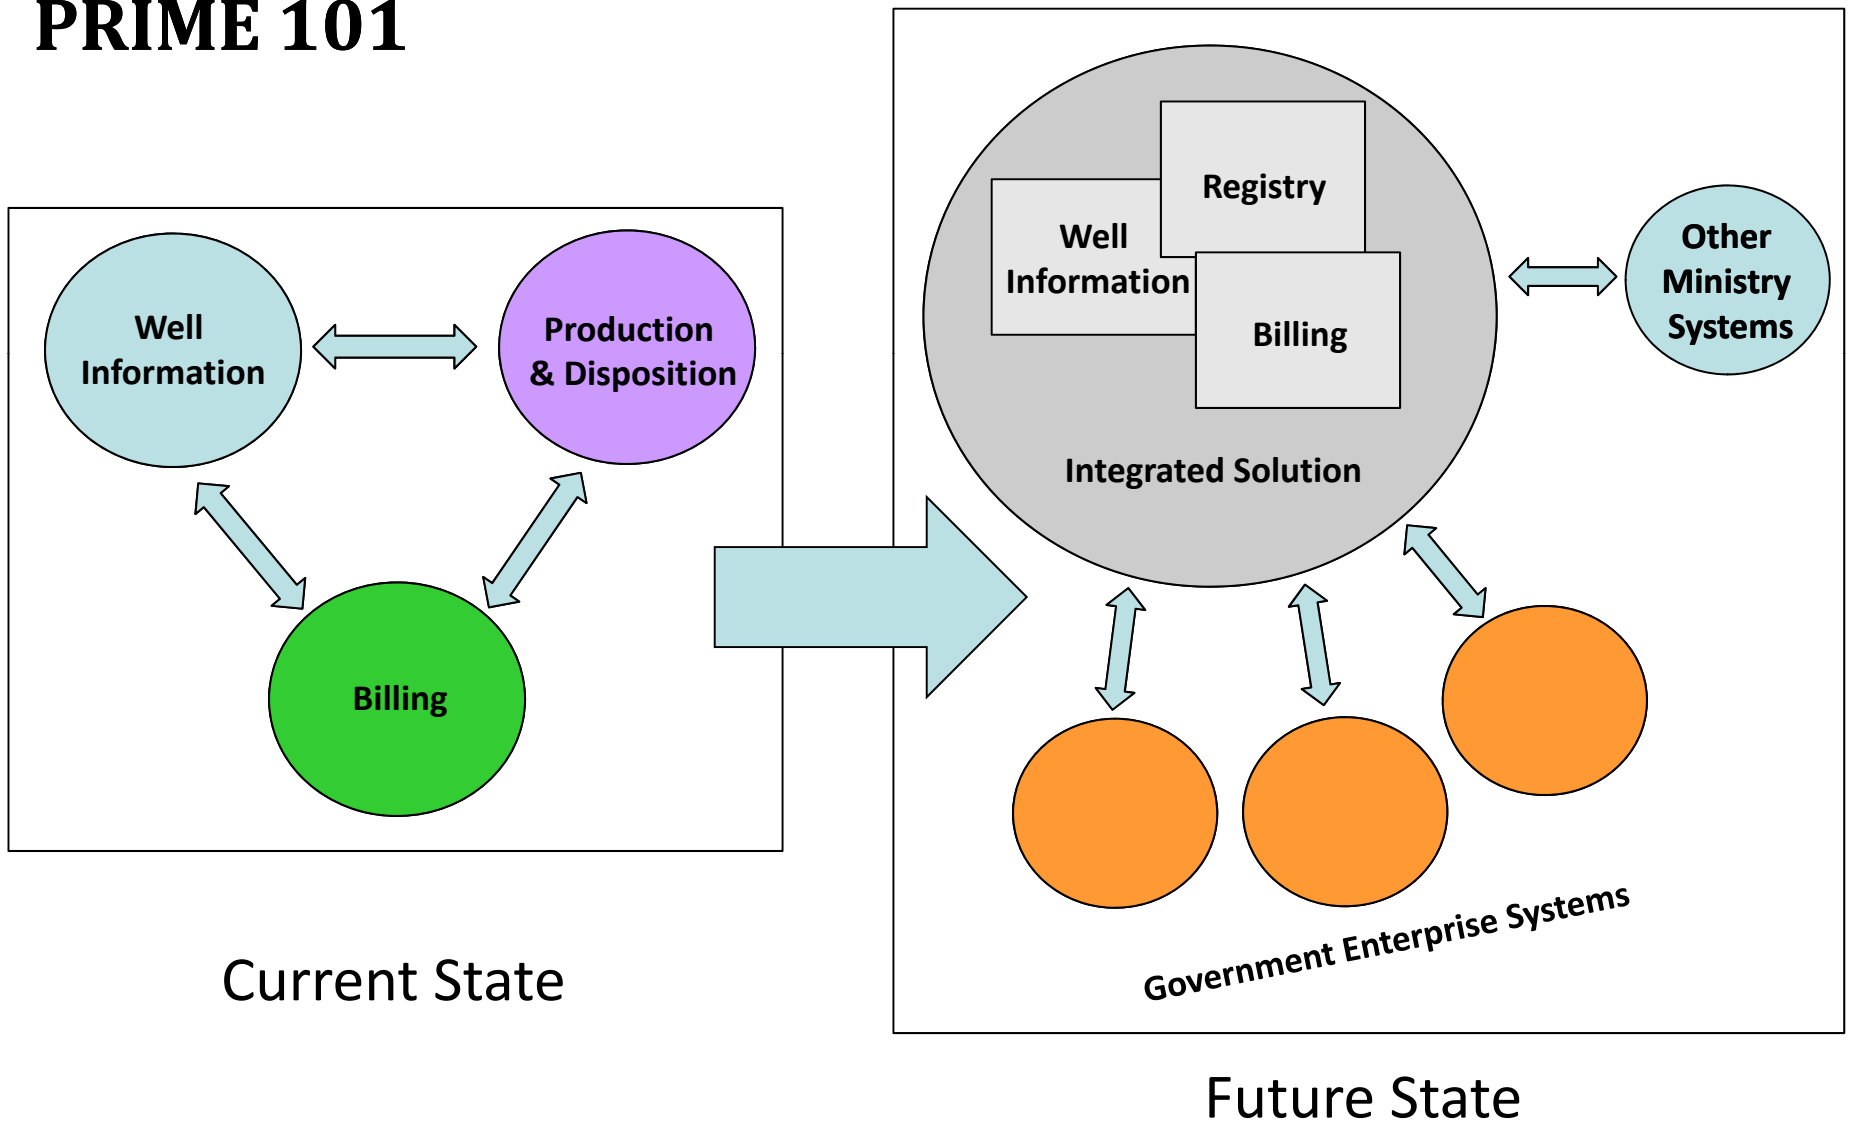 PRIME 101
Well
Information
Production
& Disposition
Billing
Current State
Registry
Well
Information
Billing
Integrated Solution
Other
Ministry
Systems
Government Enterprise Systems
Future State